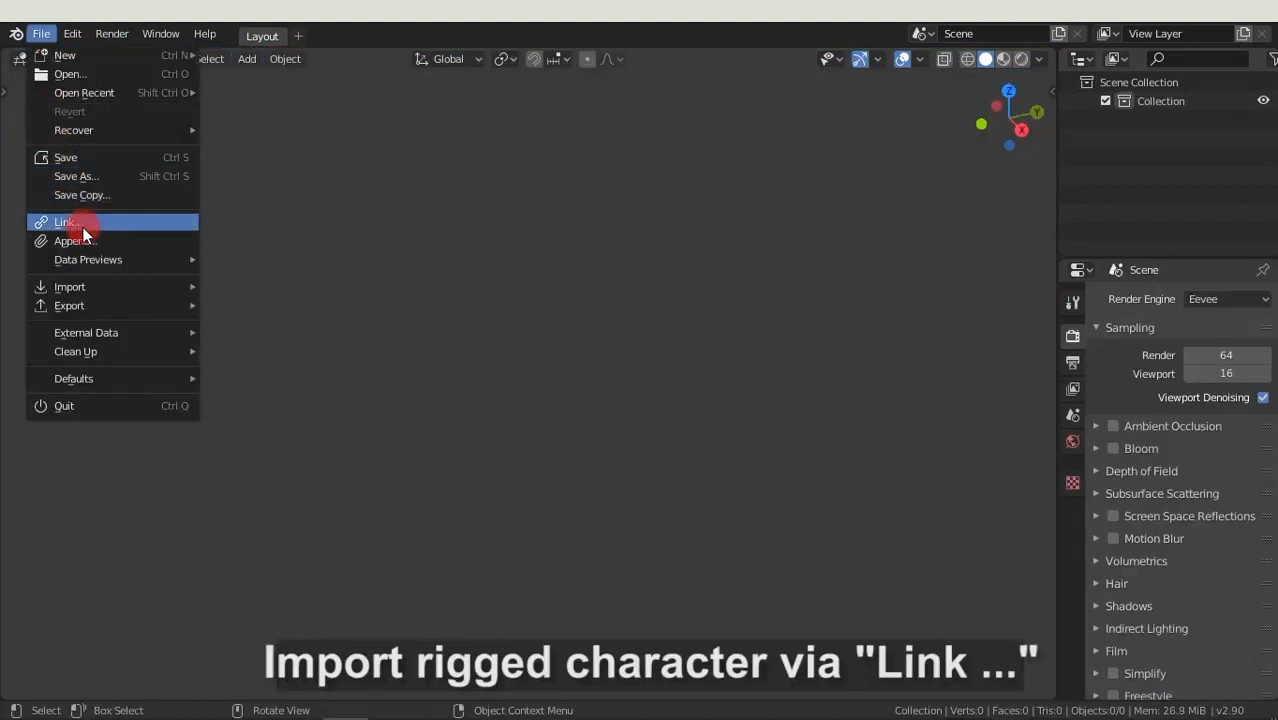 File Edit Render Window Help Layout + Scene View Layer
New Ctrl N
Open... Ctrl O
Open Recent Shift Ctrl O
Revert
Recover
Save Ctrl S
Save As... Shift Ctrl S
Save Copy...
Link...
Data Previews
Import
Export
External Data
Clean Up
Defaults
Quit Ctrl Q
Add Object Global
Z
Y
X
Scene Collection
Collection
Scene
Render Engine Eevee
Sampling
Render 64
Viewport 16
Viewport Denoising
Ambient Occlusion
Bloom
Depth of Field
Subsurface Scattering
Screen Space Reflections
Motion Blur
Volumetrics
Hair
Shadows
Indirect Lighting
Film
Simplify
Freestyle
Import rigged character via "Link ..."
Select Box Select Rotate View Object Context Menu Collection | Verts:0 | Faces:0 | Tris:0 | Objects:0/0 | Mem: 26.9 MiB | v2.90